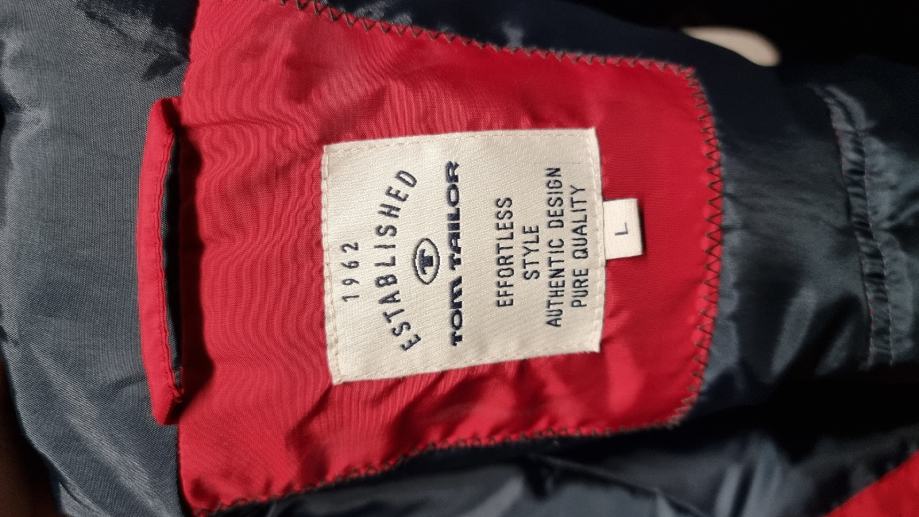 1962
ESTABLISHED
T
TOM TAILOR
EFFORTLESS
STYLE
AUTHENTIC DESIGN
PURE QUALITY
L